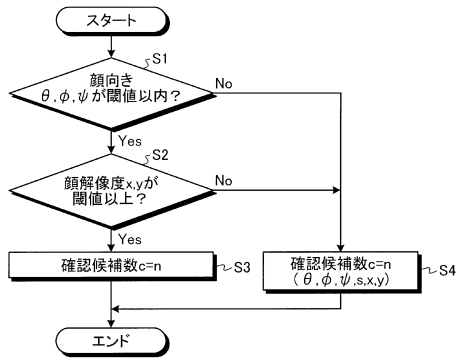 スタート
S1
顔向き
θ,φ,ψが閾値以内？
No
Yes
S2
顔解像度x,yが
閾値以上？
No
Yes
確認候補数c=n
S3
確認候補数c=n
(θ,φ,ψ,s,x,y)
S4
エンド